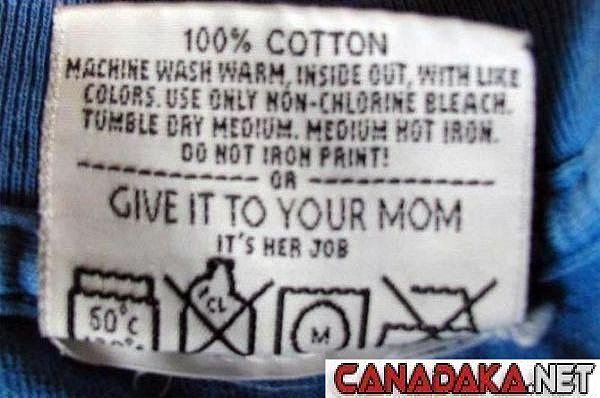 100% COTTON
MACHINE WASH WARM, INSIDE OUT, WITH LIKE
COLORS. USE ONLY NON-CHLORINE BLEACH.
TUMBLE DRY MEDIUM. MEDIUM HOT IRON.
DO NOT IRON PRINT!
OR
GIVE IT TO YOUR MOM
IT'S HER JOB
60°C
CL
M
CANADAKA.NET